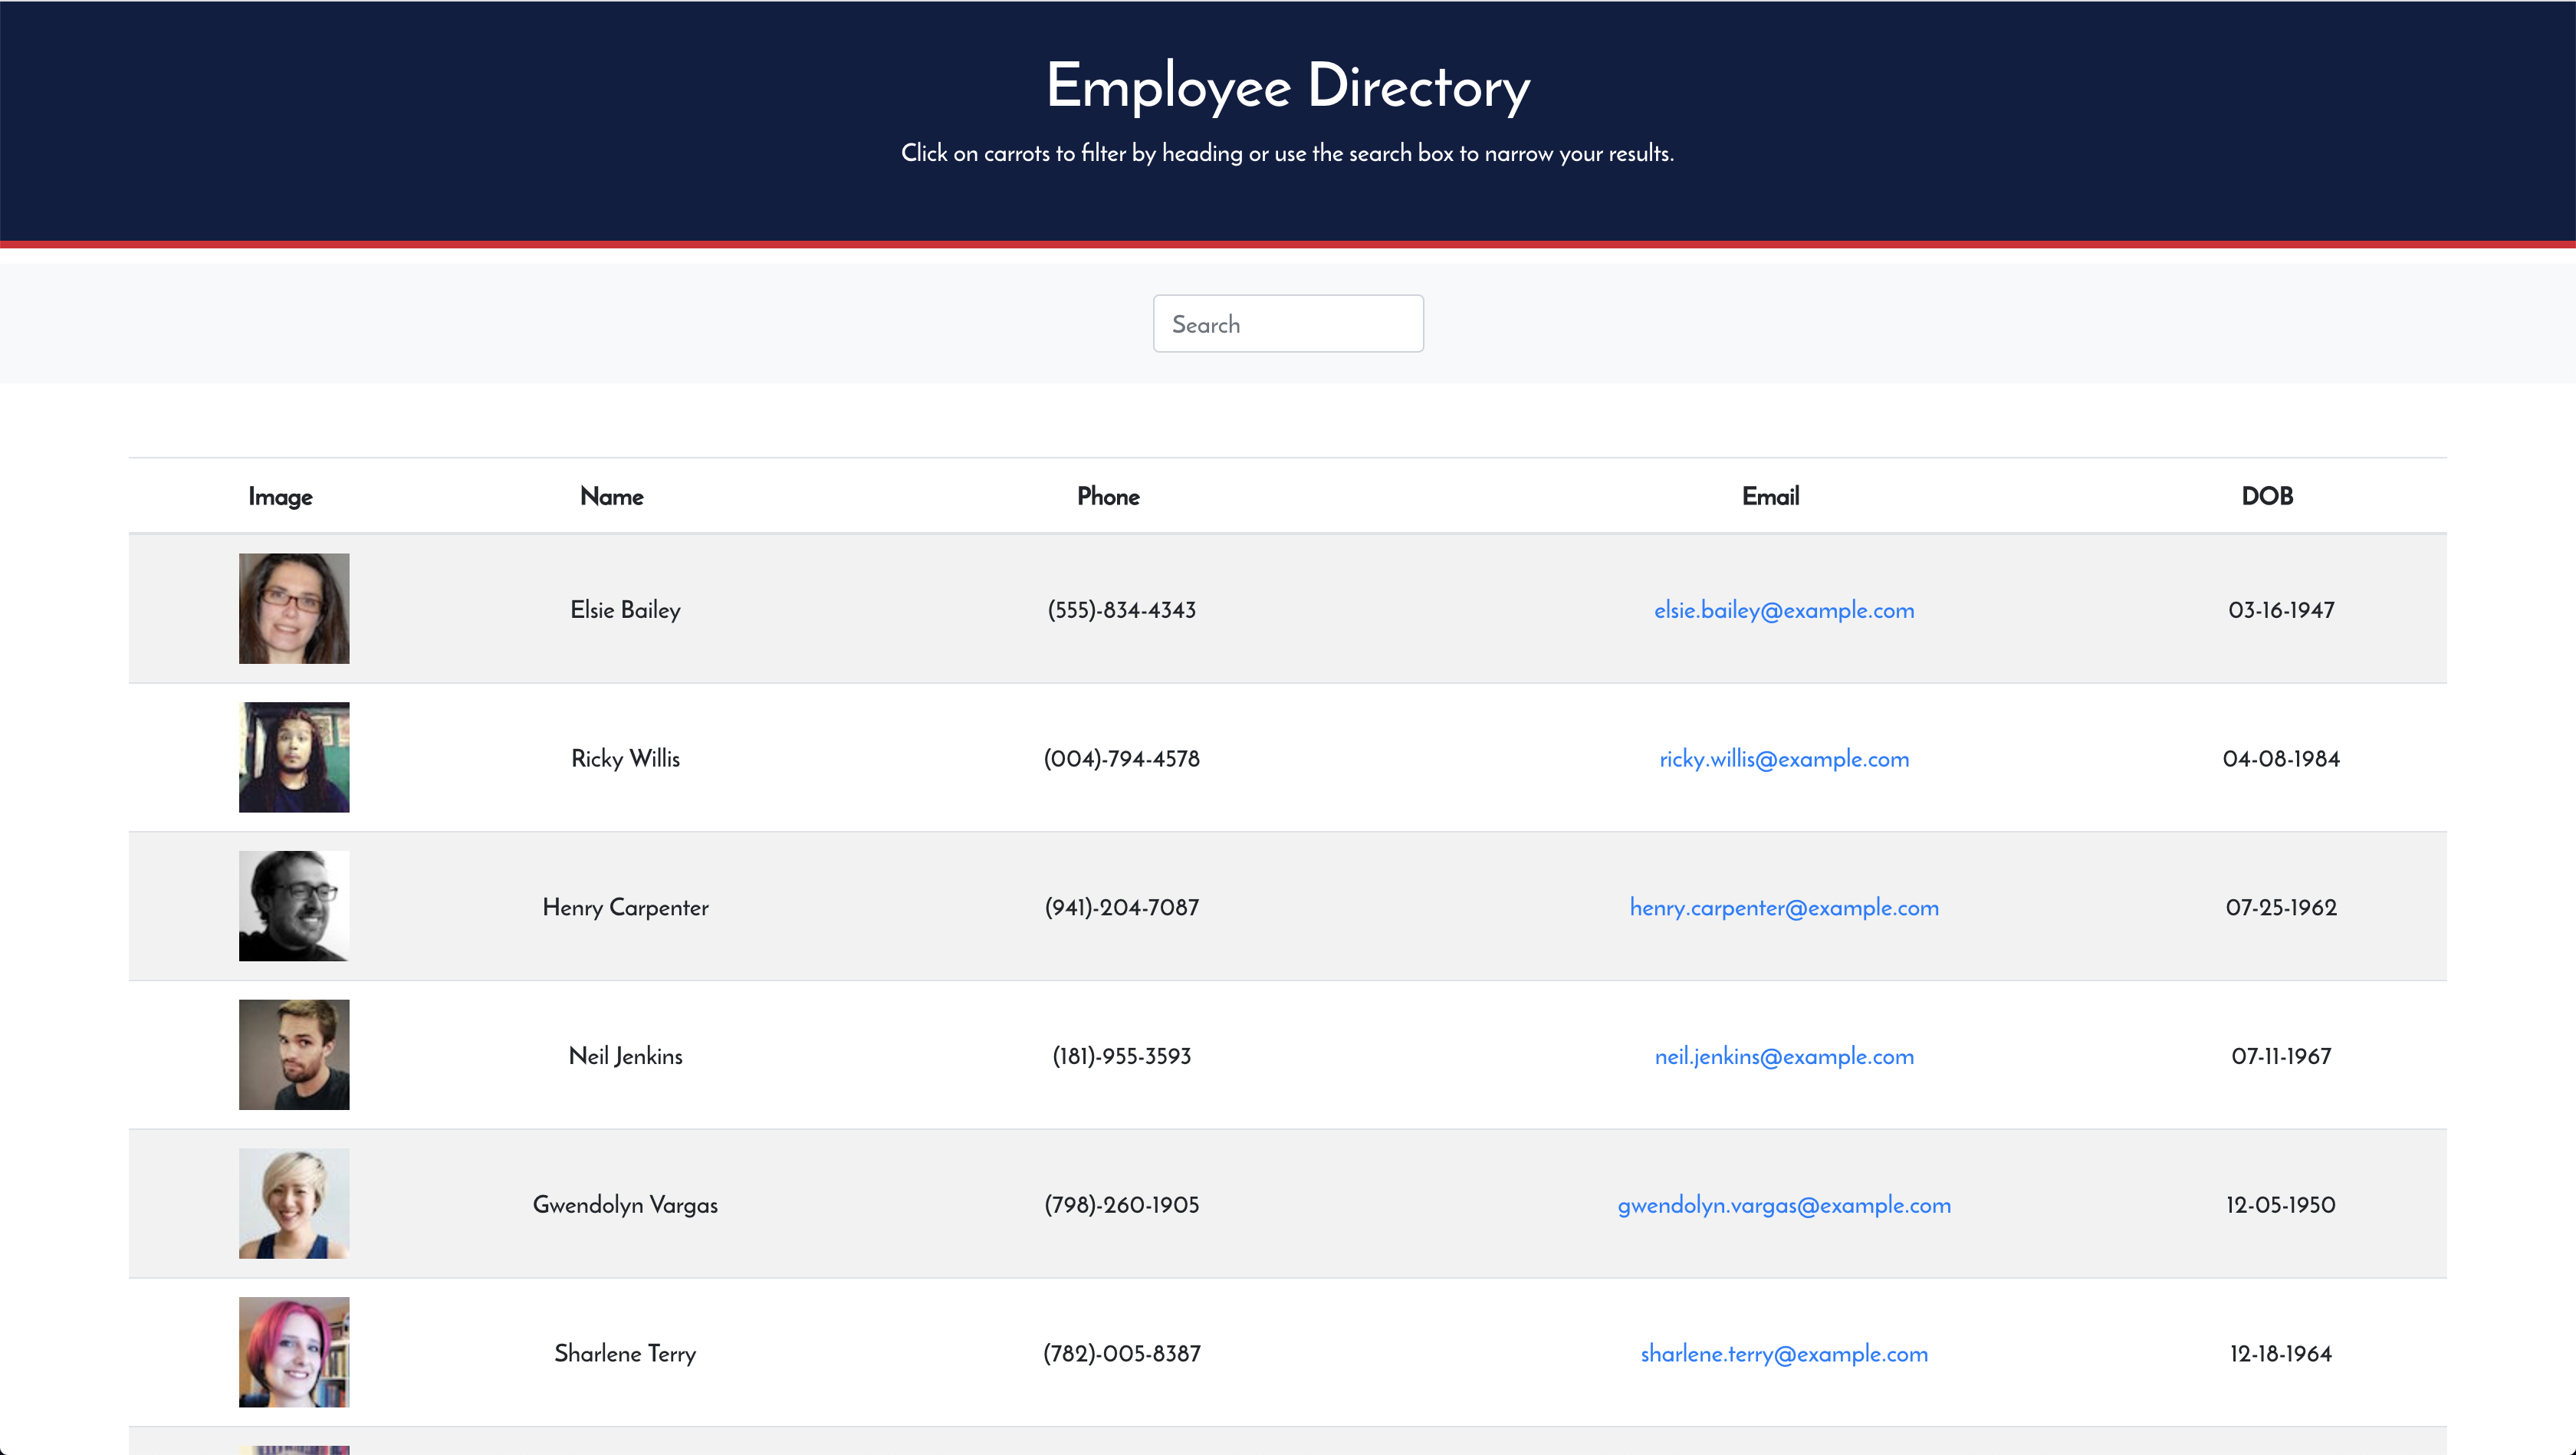 Employee Directory
Click on carrots to filter by heading or use the search box to narrow your results.
Search
Image Name Phone Email DOB
Elsie Bailey (555)-834-4343 elsie.bailey@example.com 03-16-1947
Ricky Willis (004)-794-4578 ricky.willis@example.com 04-08-1984
Henry Carpenter (941)-204-7087 henry.carpenter@example.com 07-25-1962
Neil Jenkins (181)-955-3593 neil.jenkins@example.com 07-11-1967
Gwendolyn Vargas (798)-260-1905 gwendolyn.vargas@example.com 12-05-1950
Sharlene Terry (782)-005-8387 sharlene.terry@example.com 12-18-1964